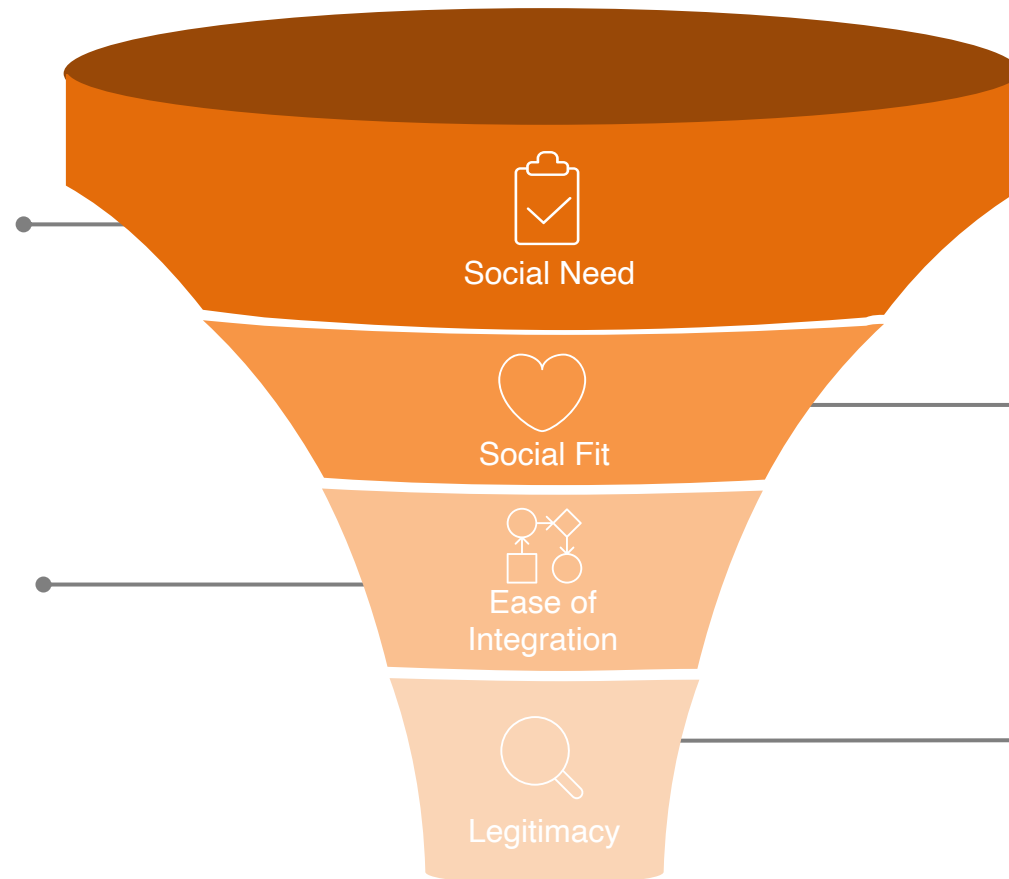 Social Need
Social Fit
Ease of
Integration
Legitimacy